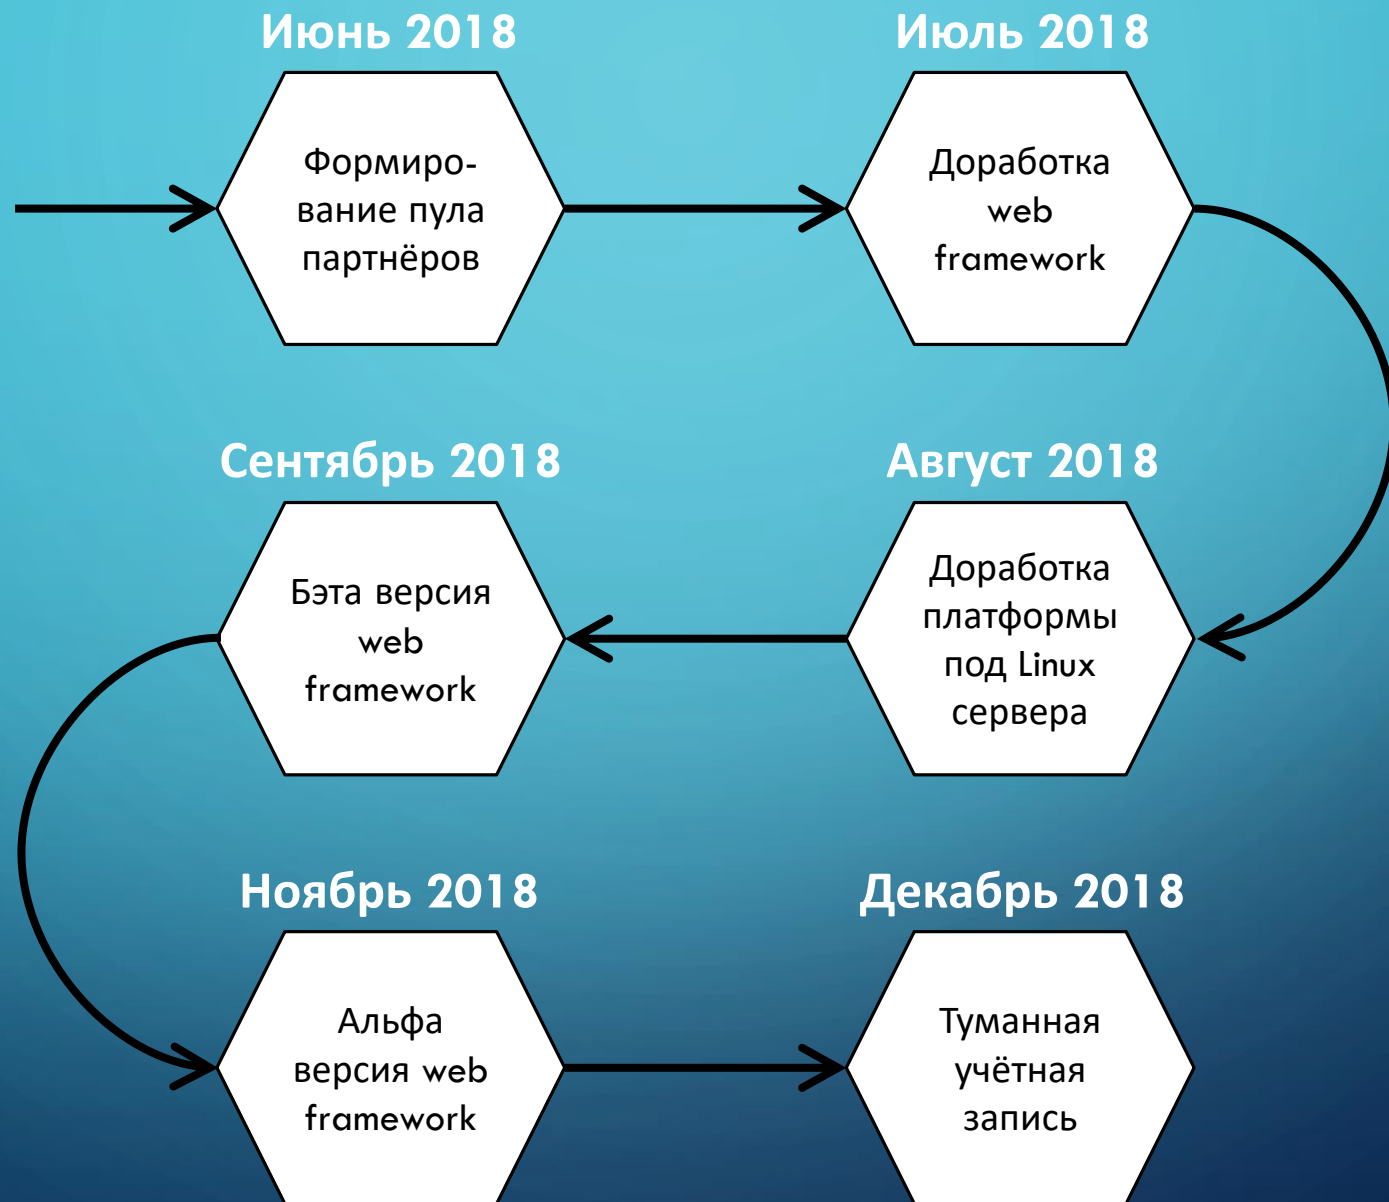 Июнь 2018
Формиро-
вание пула
партнёров
Июль 2018
Доработка
web
framework
Август 2018
Доработка
платформы
под Linux
сервера
Сентябрь 2018
Бэта версия
web
framework
Ноябрь 2018
Альфа
версия web
framework
Декабрь 2018
Туманная
учётная
запись